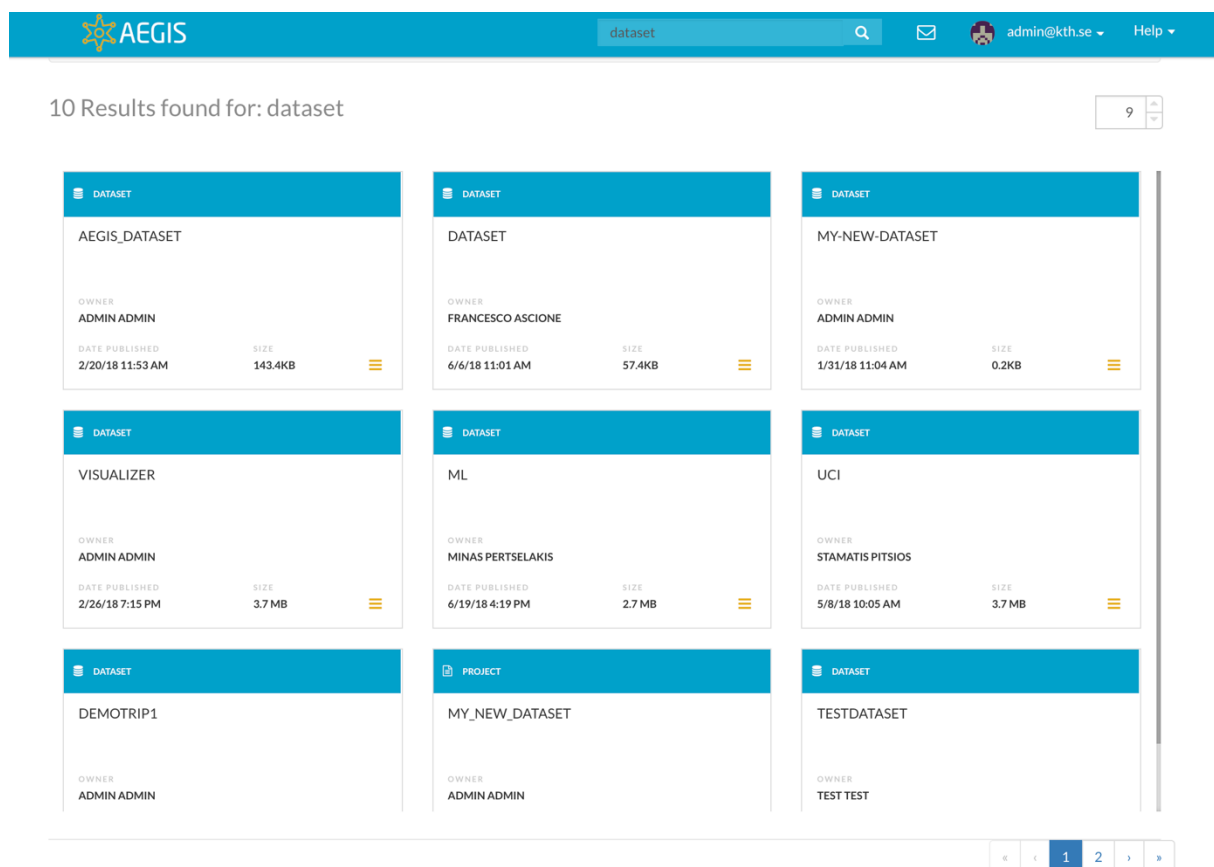 AEGIS
dataset
admin@kth.se
Help
10 Results found for: dataset
9
DATASET
AEGIS_DATASET
OWNER
ADMIN ADMIN
DATE PUBLISHED SIZE
2/20/18 11:53 AM 143.4KB
DATASET
DATASET
OWNER
FRANCESCO ASCIONE
DATE PUBLISHED SIZE
6/6/18 11:01 AM 57.4KB
DATASET
MY-NEW-DATASET
OWNER
ADMIN ADMIN
DATE PUBLISHED SIZE
1/31/18 11:04 AM 0.2KB
DATASET
VISUALIZER
OWNER
ADMIN ADMIN
DATE PUBLISHED SIZE
2/26/18 7:15 PM 3.7 MB
DATASET
ML
OWNER
MINAS PERTSELAKIS
DATE PUBLISHED SIZE
6/19/18 4:19 PM 2.7 MB
DATASET
UCI
OWNER
STAMATIS PITSIOS
DATE PUBLISHED SIZE
5/8/18 10:05 AM 3.7 MB
DATASET
DEMOTRIP1
OWNER
ADMIN ADMIN
PROJECT
MY_NEW_DATASET
OWNER
ADMIN ADMIN
DATASET
TESTDATASET
OWNER
TEST TEST
« ‹ 1 2 › »